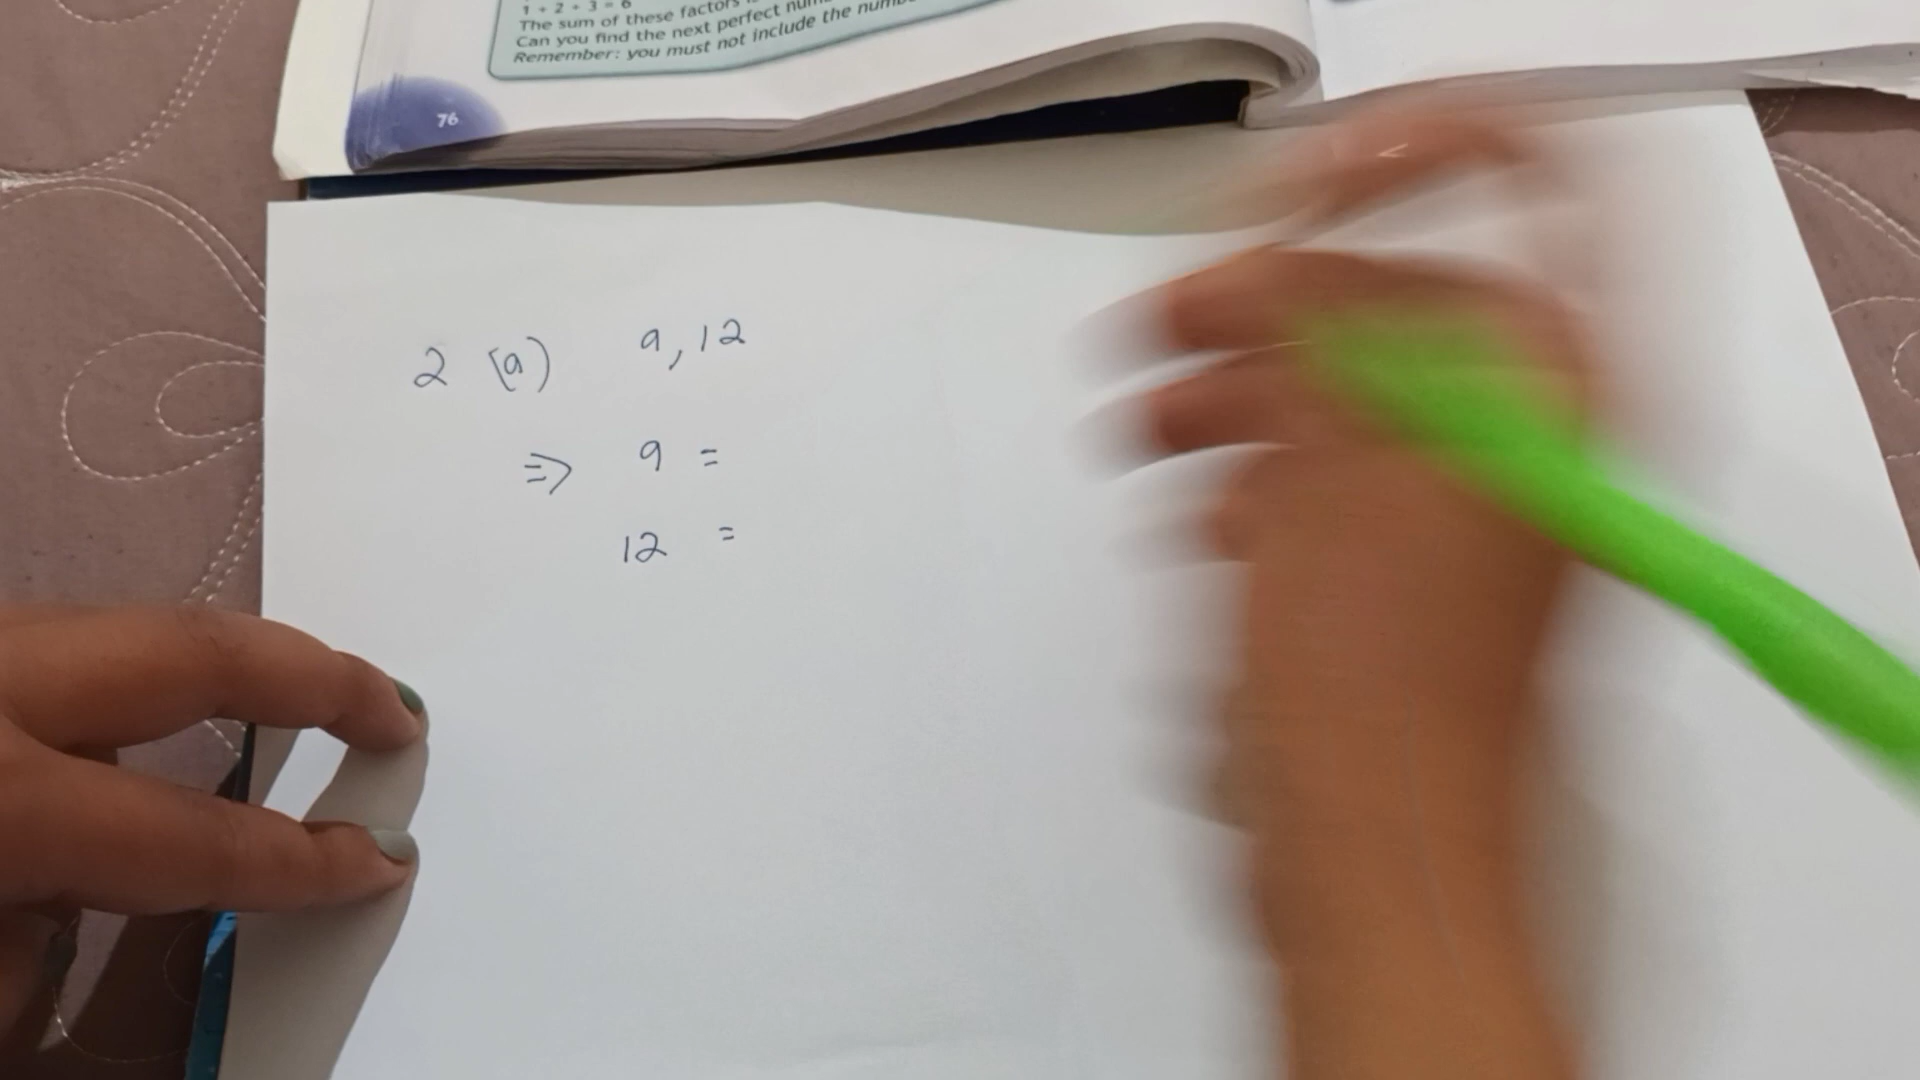 1 + 2 + 3 = 6
The sum of these factors
Can you find the next perfect
Remember: you must not include the
76
2 (a) 9, 12
⇒ 9 =
12 =